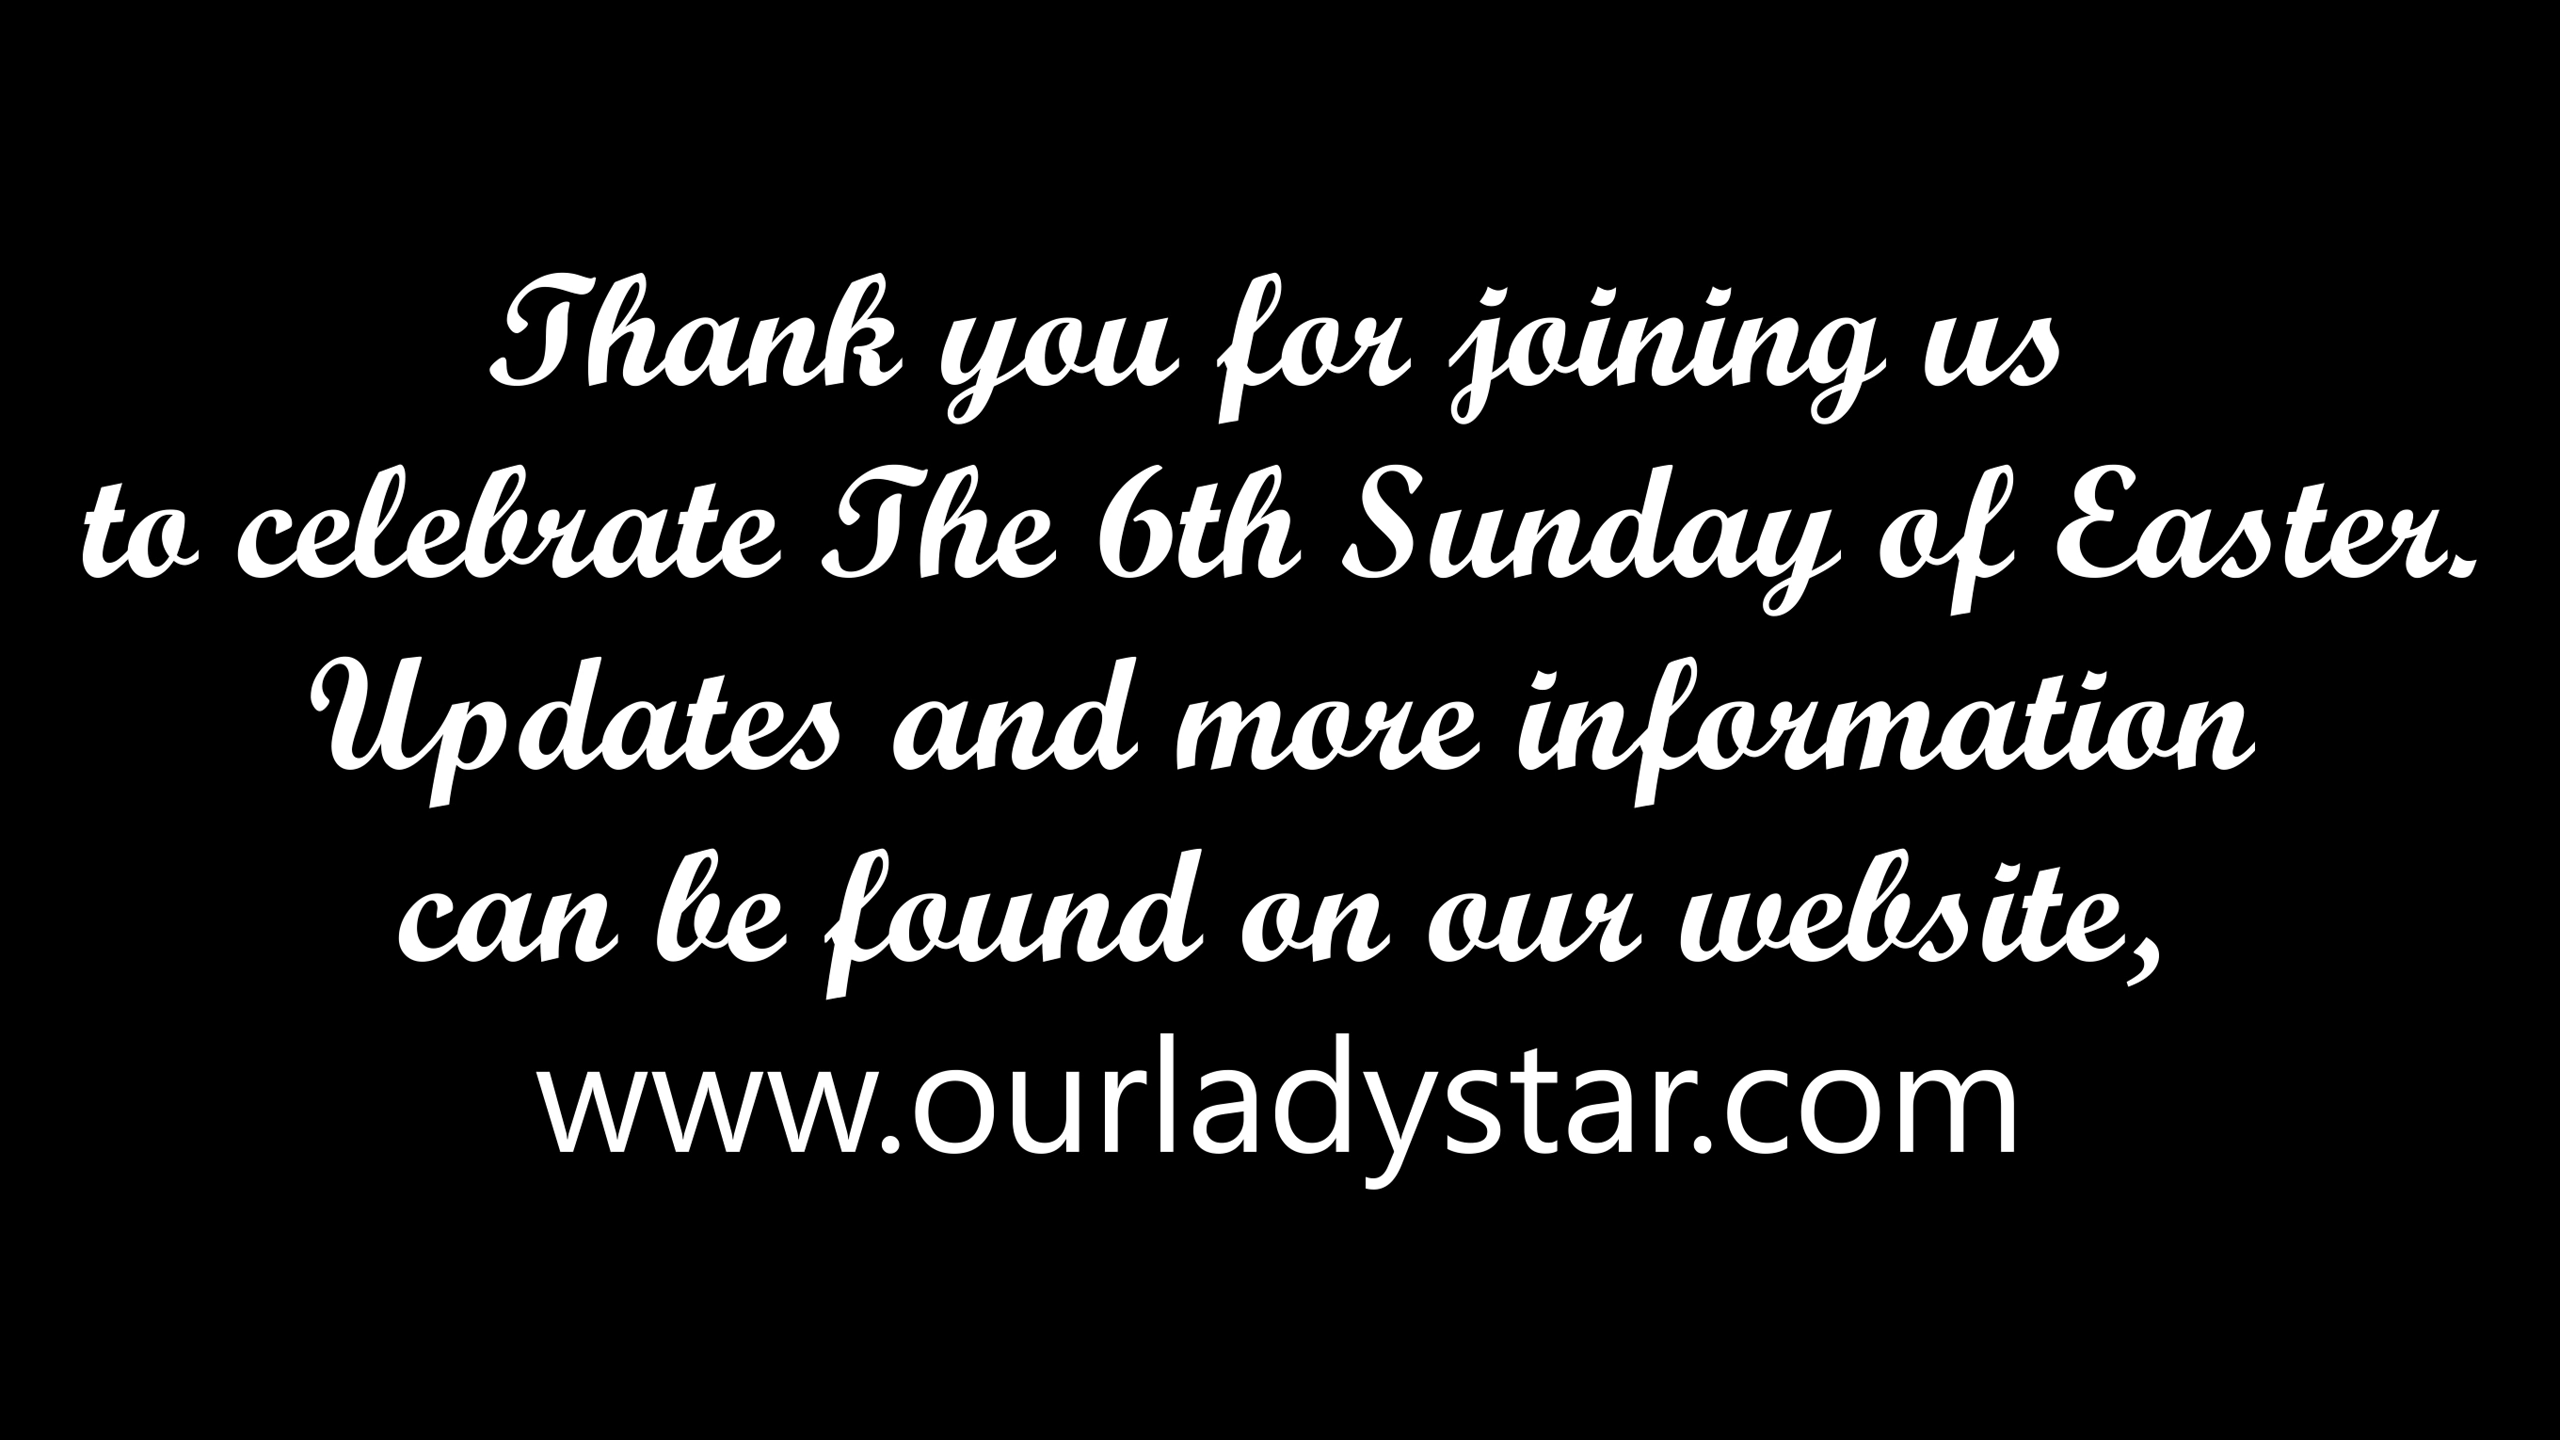 Thank you for joining us
to celebrate The 6th Sunday of Easter.
Updates and more information
can be found on our website,
www.ourladystar.com